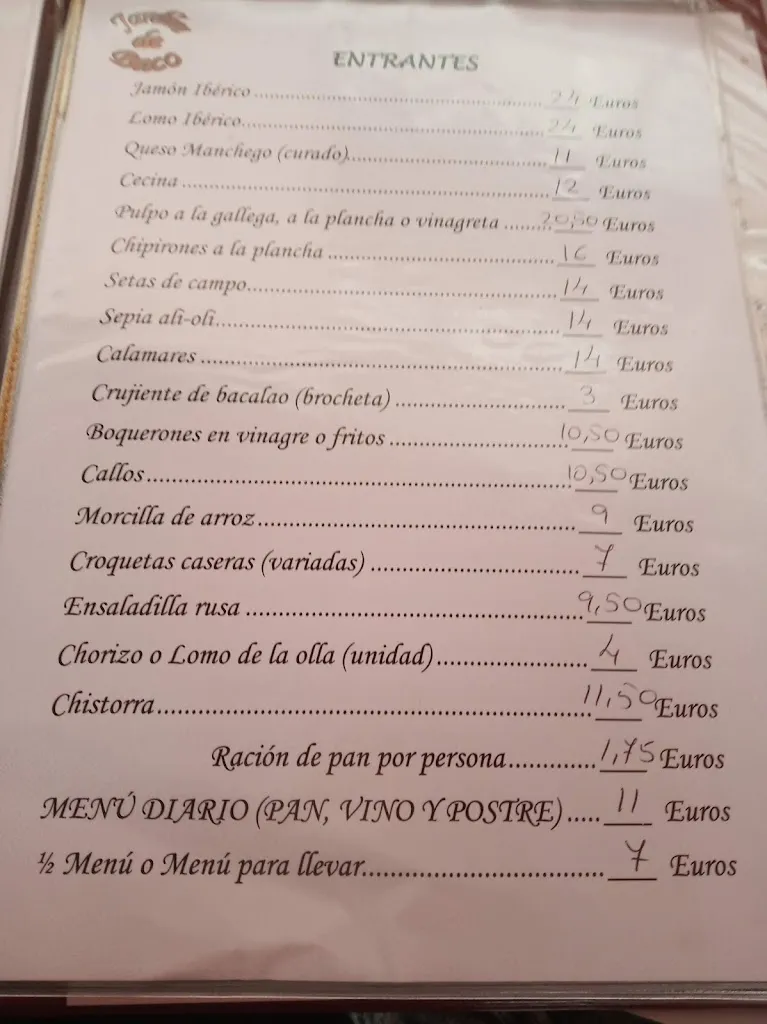 de
ENTRANTES
Jamón Ibérico.......................................................24 Euros
Lomo Ibérico.......................................................24 Euros
Queso Manchego (curado).......................................11 Euros
Cecina.......................................................12 Euros
Pulpo a la gallega, a la plancha o vinagreta ........20,50 Euros
Chipirones a la plancha.......................................16 Euros
Setas de campo.......................................................14 Euros
Sepia ali-oli.......................................................14 Euros
Calamares.......................................................14 Euros
Crujiente de bacalao (brocheta)............................3 Euros
Boquerones en vinagre o fritos............................10,50 Euros
Callos.......................................................10,50 Euros
Morcilla de arroz.......................................................9 Euros
Croquetas caseras (variadas)....................................7 Euros
Ensaladilla rusa.......................................................9,50 Euros
Chorizo o Lomo de la olla (unidad).........................4 Euros
Chistorra.......................................................11,50 Euros
Ración de pan por persona.............1,75 Euros
MENÚ DIARIO (PAN, VINO Y POSTRE).....11 Euros
½ Menú o Menú para llevar...................................7 Euros